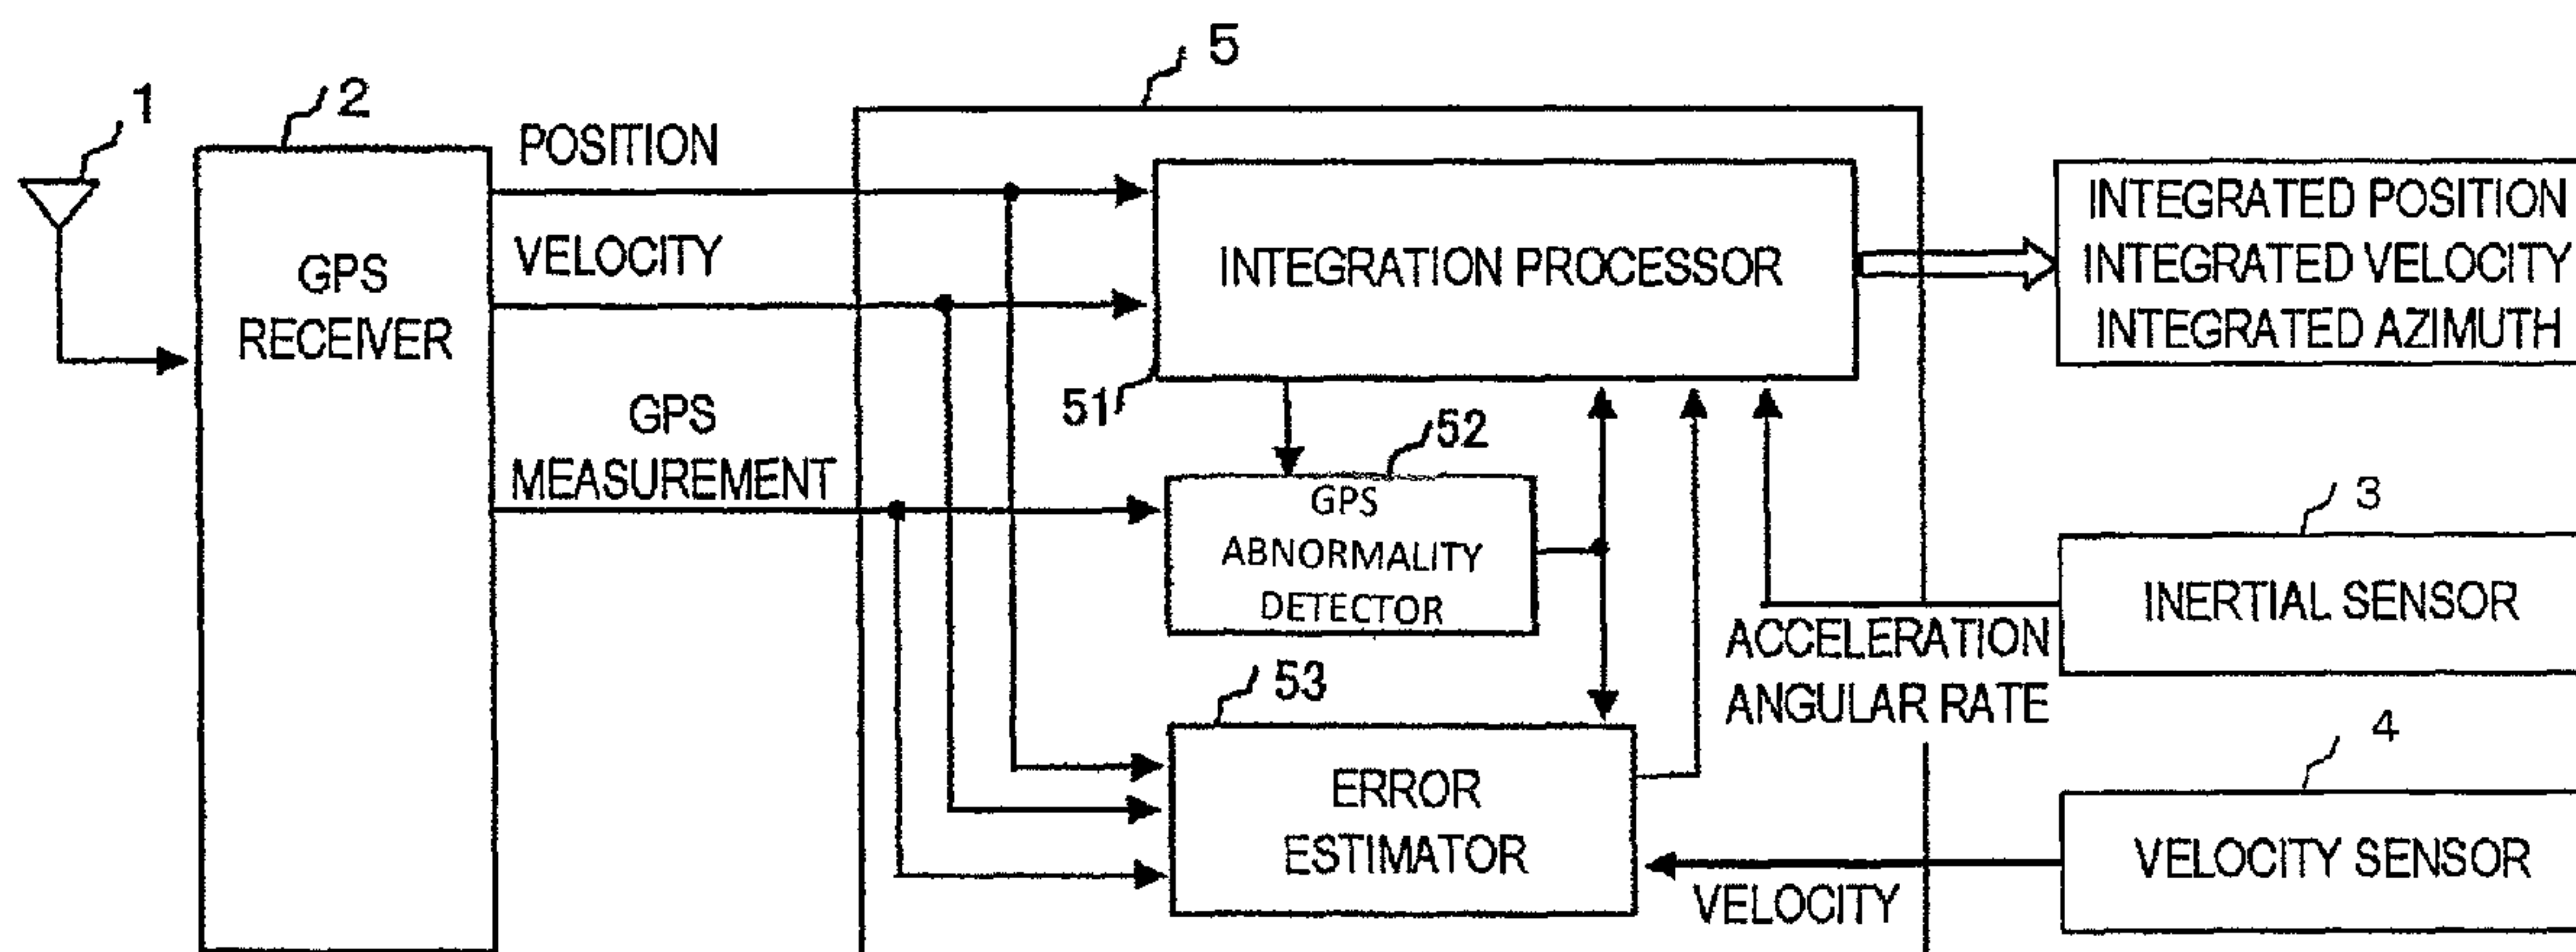 1
2
GPS
RECEIVER
POSITION
VELOCITY
GPS
MEASUREMENT
5
INTEGRATION PROCESSOR
51
52
GPS
ABNORMALITY
DETECTOR
53
ERROR
ESTIMATOR
INTEGRATED POSITION
INTEGRATED VELOCITY
INTEGRATED AZIMUTH
3
INERTIAL SENSOR
ACCELERATION
ANGULAR RATE
4
VELOCITY SENSOR
VELOCITY